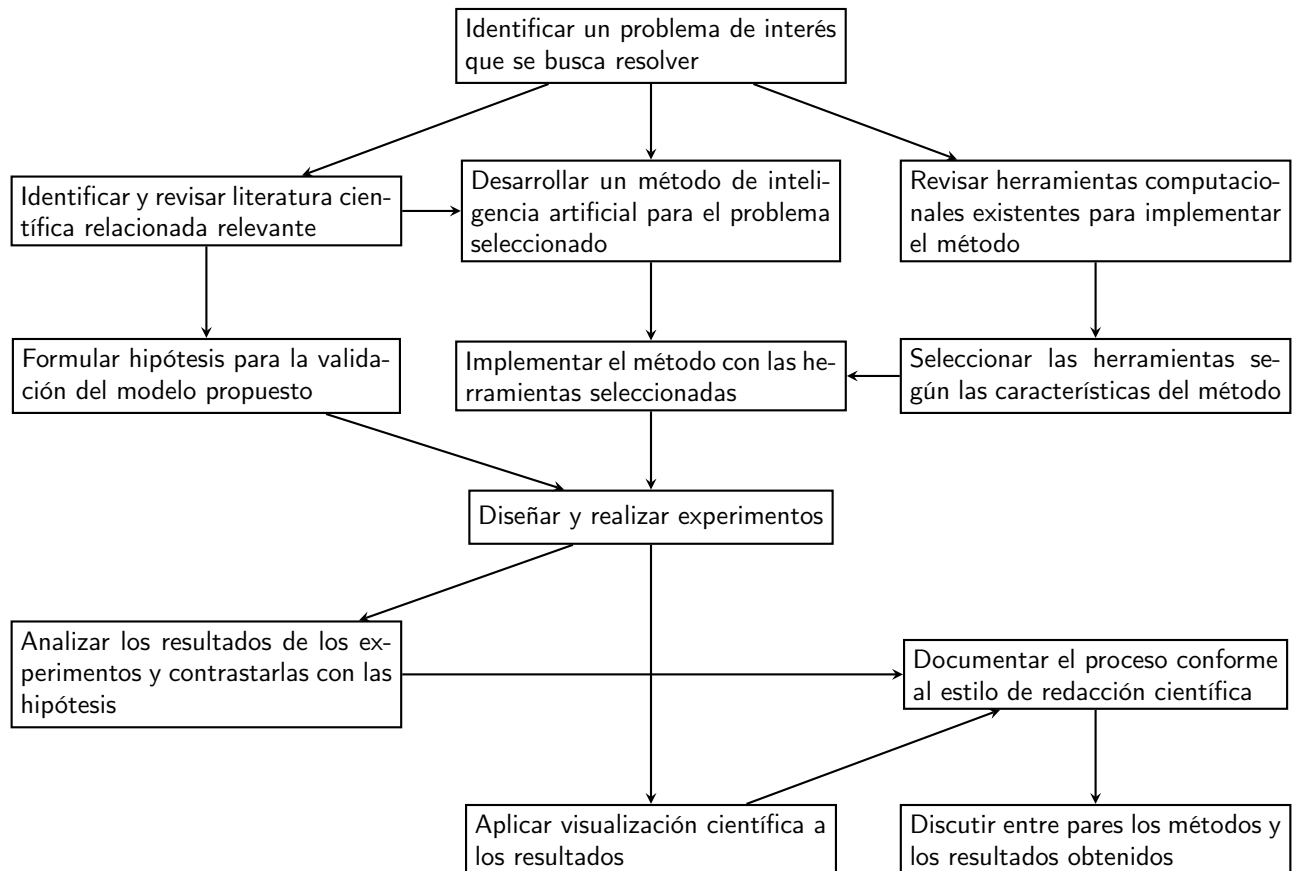 Identificar un problema de interés
que se busca resolver
Identificar y revisar literatura cien-
tífica relacionada relevante
Desarrollar un método de inteli-
gencia artificial para el problema
seleccionado
Revisar herramientas computacio-
nales existentes para implementar
el método
Formular hipótesis para la valida-
ción del modelo propuesto
Implementar el método con las he-
rramientas seleccionadas
Seleccionar las herramientas se-
gún las características del método
Diseñar y realizar experimentos
Analizar los resultados de los ex-
perimentos y contrastarlas con las
hipótesis
Documentar el proceso conforme
al estilo de redacción científica
Aplicar visualización científica a
los resultados
Discutir entre pares los métodos y
los resultados obtenidos